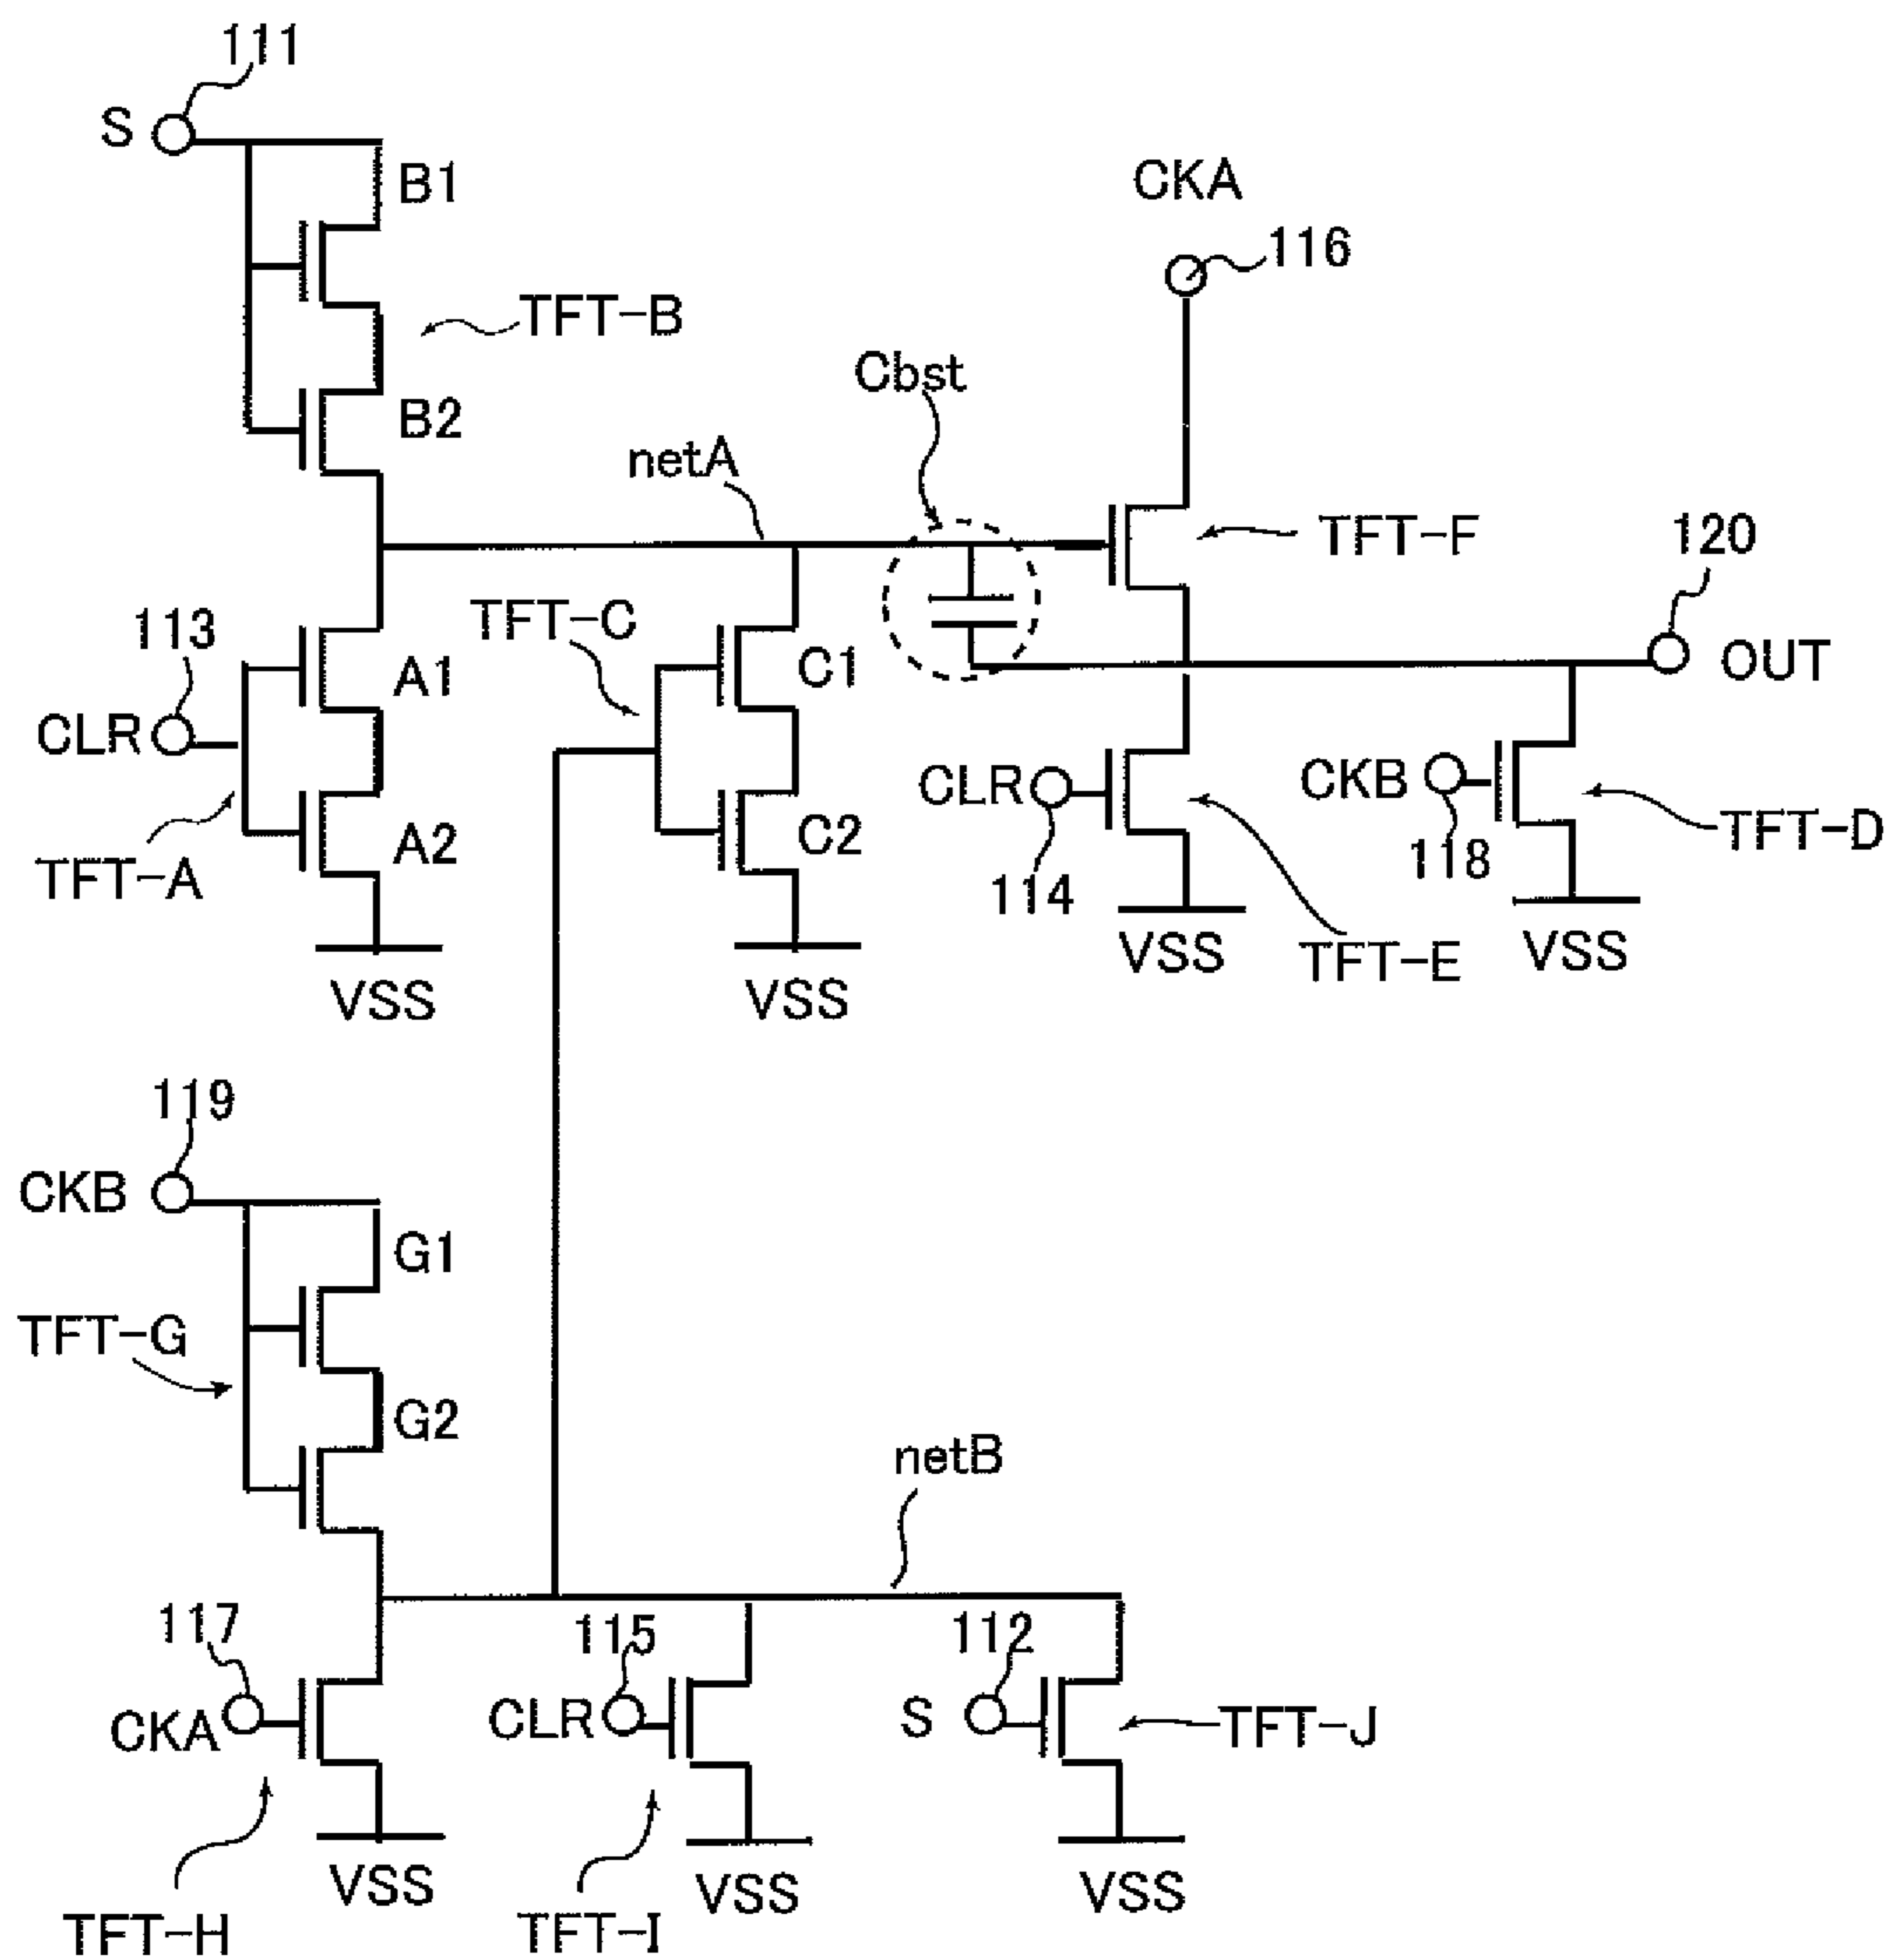 111
S
B1
CKA
116
TFT-B
Cbst
B2
netA
TFT-F
120
113
TFT-C
A1
C1
OUT
CLR
CLR
CKB
A2
C2
TFT-D
TFT-A
114
118
VSS
TFT-E
VSS
VSS
VSS
119
CKB
G1
TFT-G
G2
netB
117
115
112
CKA
CLR
S
TFT-J
VSS
VSS
VSS
TFT-H
TFT-I